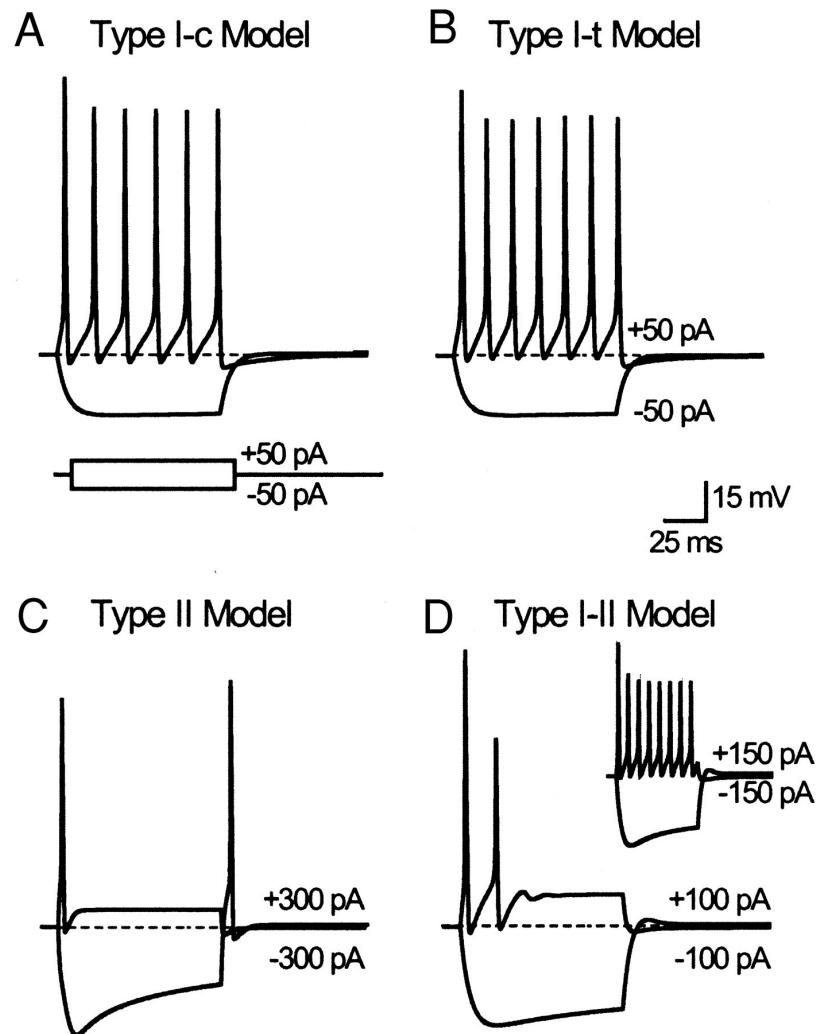 A Type I-c Model
B Type I-t Model
+50 pA
-50 pA
+50 pA
-50 pA
15 mV
25 ms
C Type II Model
D Type I-II Model
+150 pA
-150 pA
+300 pA
-300 pA
+100 pA
-100 pA